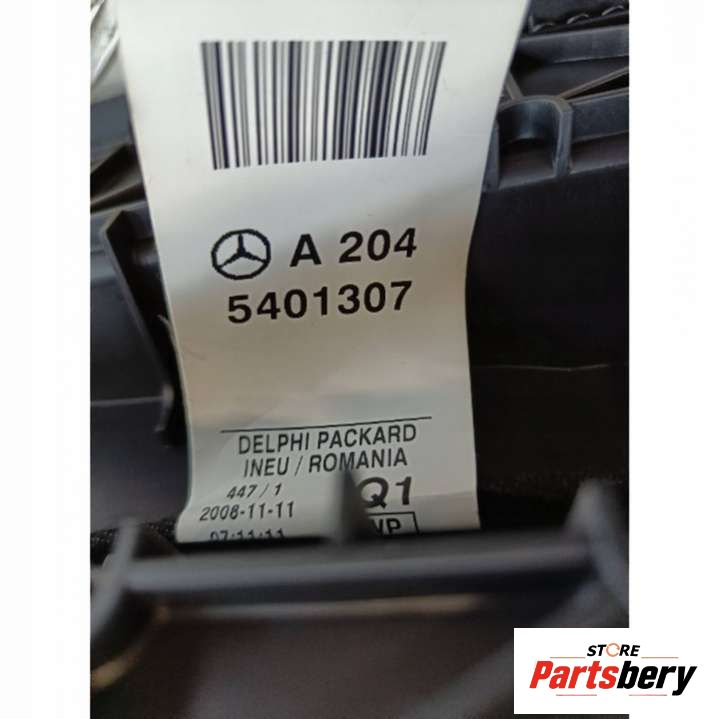 A 204
5401307
DELPHI PACKARD
INEU / ROMANIA
447 / 1
Q1
2008-11-11
STORE
Partsbery